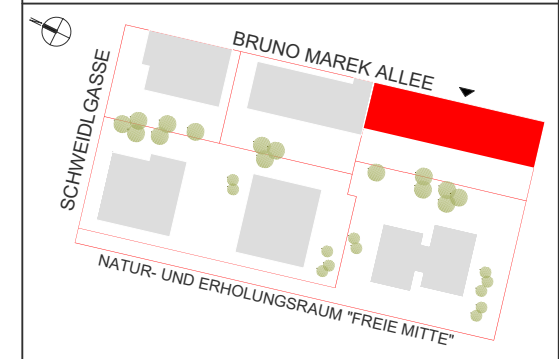 BRUNO MAREK ALLEE
SCHWEIDLGASSE
NATUR- UND ERHOLUNGSRAUM "FREIE MITTE"